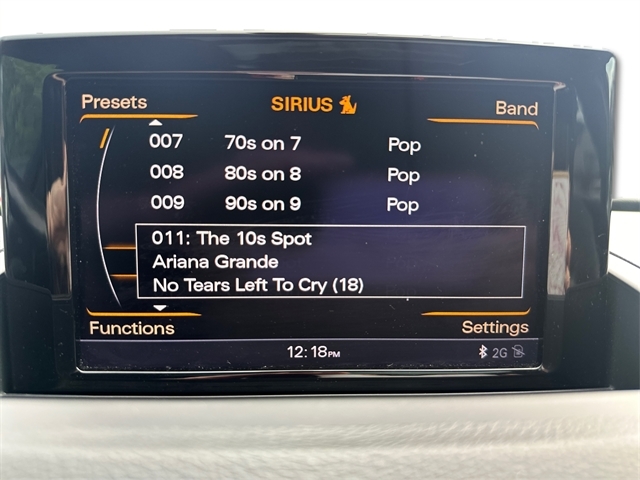 Presets
SIRIUS
Band
007 70s on 7 Pop
008 80s on 8 Pop
009 90s on 9 Pop
011: The 10s Spot
Ariana Grande
No Tears Left To Cry (18)
Functions
Settings
12:18PM
2G